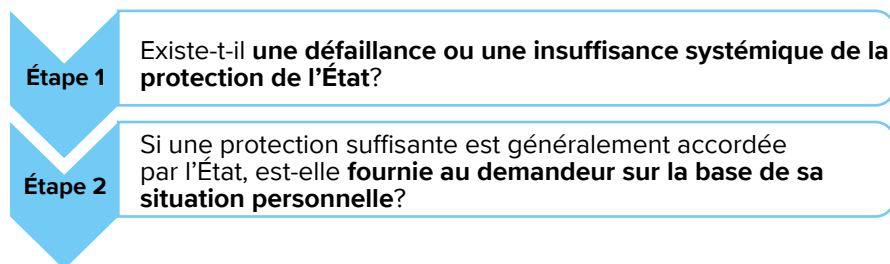 Étape 1
Existe-t-il une défaillance ou une insuffisance systémique de la
protection de l'État?
Étape 2
Si une protection suffisante est généralement accordée
par l'État, est-elle fournie au demandeur sur la base de sa
situation personnelle?